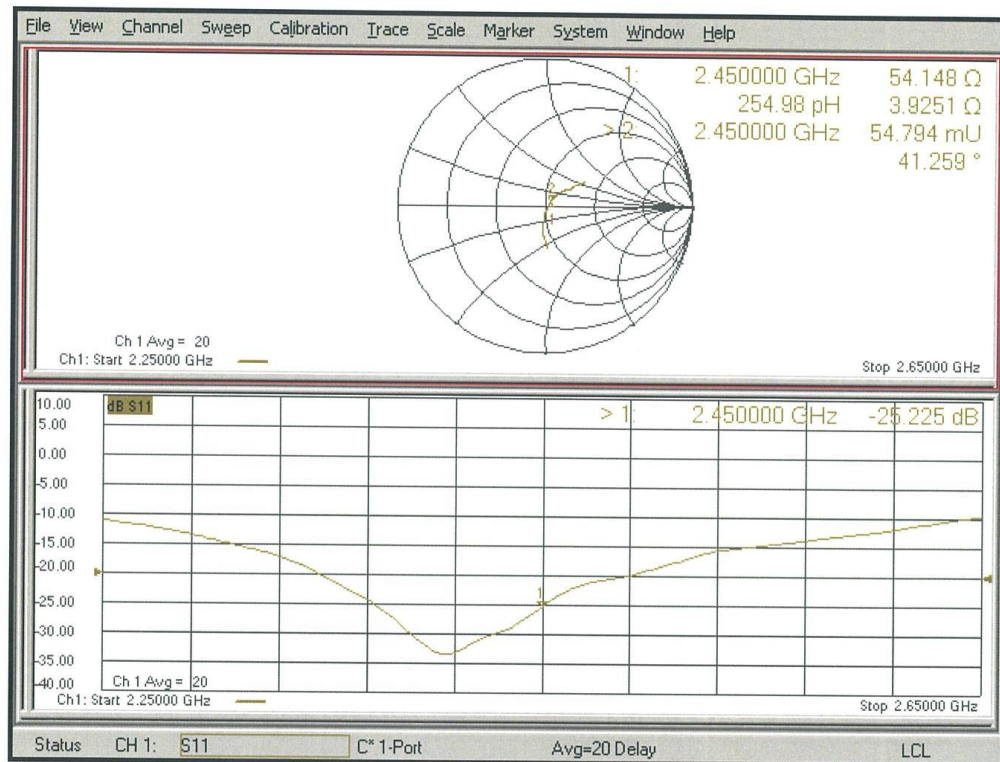 File View Channel Sweep Calibration Trace Scale Marker System Window Help
1: 2.450000 GHz 54.148 Ω
254.98 pH 3.9251 Ω
> 2: 2.450000 GHz 54.794 mU
41.259 °
2
1
Ch 1 Avg = 20
Ch1: Start 2.25000 GHz
Stop 2.65000 GHz
10.00
dB S11
> 1: 2.450000 GHz -25.225 dB
5.00
0.00
-5.00
-10.00
-15.00
-20.00
-25.00
1
-30.00
-35.00
-40.00
Ch 1 Avg = 20
Ch1: Start 2.25000 GHz
Stop 2.65000 GHz
Status CH 1: S11 C* 1-Port Avg=20 Delay LCL